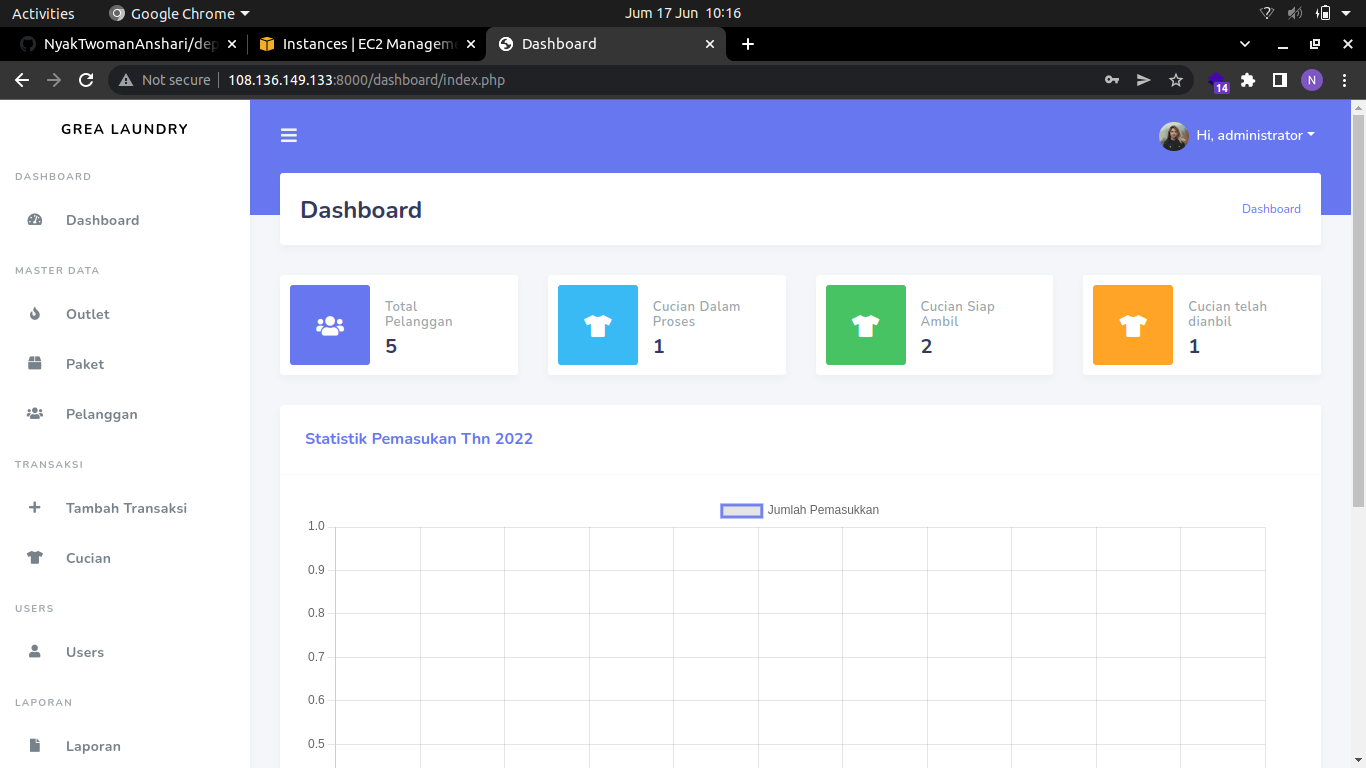 Activities
Google Chrome
Jum 17 Jun 10:16
NyakTwomanAnshari/dep
Instances | EC2 Managem
Dashboard
Not secure
108.136.149.133:8000/dashboard/index.php
14
N
GREA LAUNDRY
Hi, administrator
DASHBOARD
Dashboard
MASTER DATA
Outlet
Paket
Pelanggan
TRANSAKSI
Tambah Transaksi
Cucian
USERS
Users
LAPORAN
Laporan
Dashboard
Dashboard
Total
Pelanggan
5
Cucian Dalam
Proses
1
Cucian Siap
Ambil
2
Cucian telah
dianbil
1
Statistik Pemasukan Thn 2022
Jumlah Pemasukkan
1.0
0.9
0.8
0.7
0.6
0.5